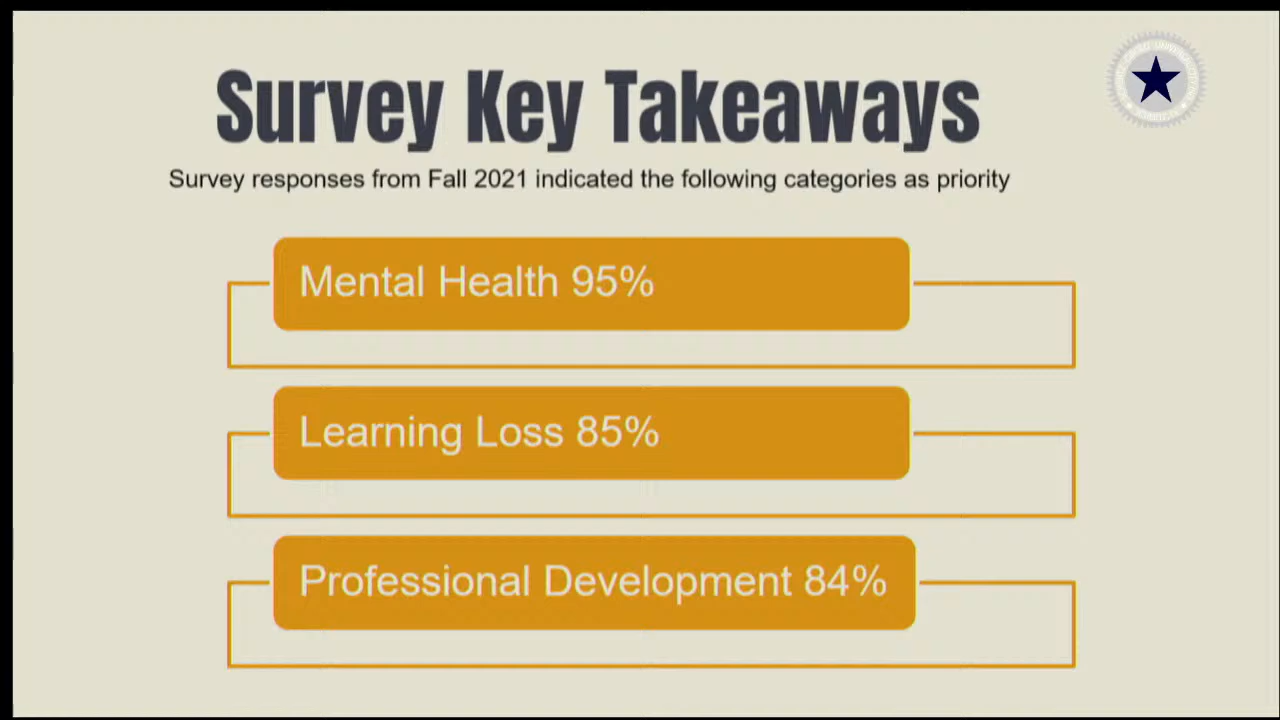 Survey Key Takeaways
Survey responses from Fall 2021 indicated the following categories as priority
Mental Health 95%
Learning Loss 85%
Professional Development 84%